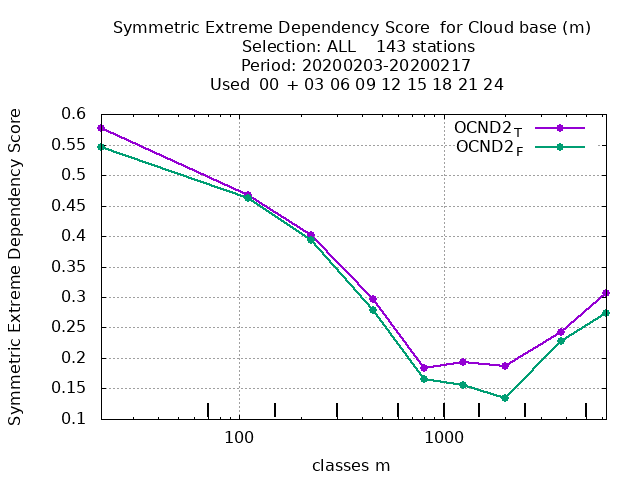 Symmetric Extreme Dependency Score for Cloud base (m)
Selection: ALL 143 stations
Period: 20200203-20200217
Used 00 + 03 06 09 12 15 18 21 24
Symmetric Extreme Dependency Score
0.6
0.55
0.5
0.45
0.4
0.35
0.3
0.25
0.2
0.15
0.1
OCND2T
OCND2F
100
1000
classes m